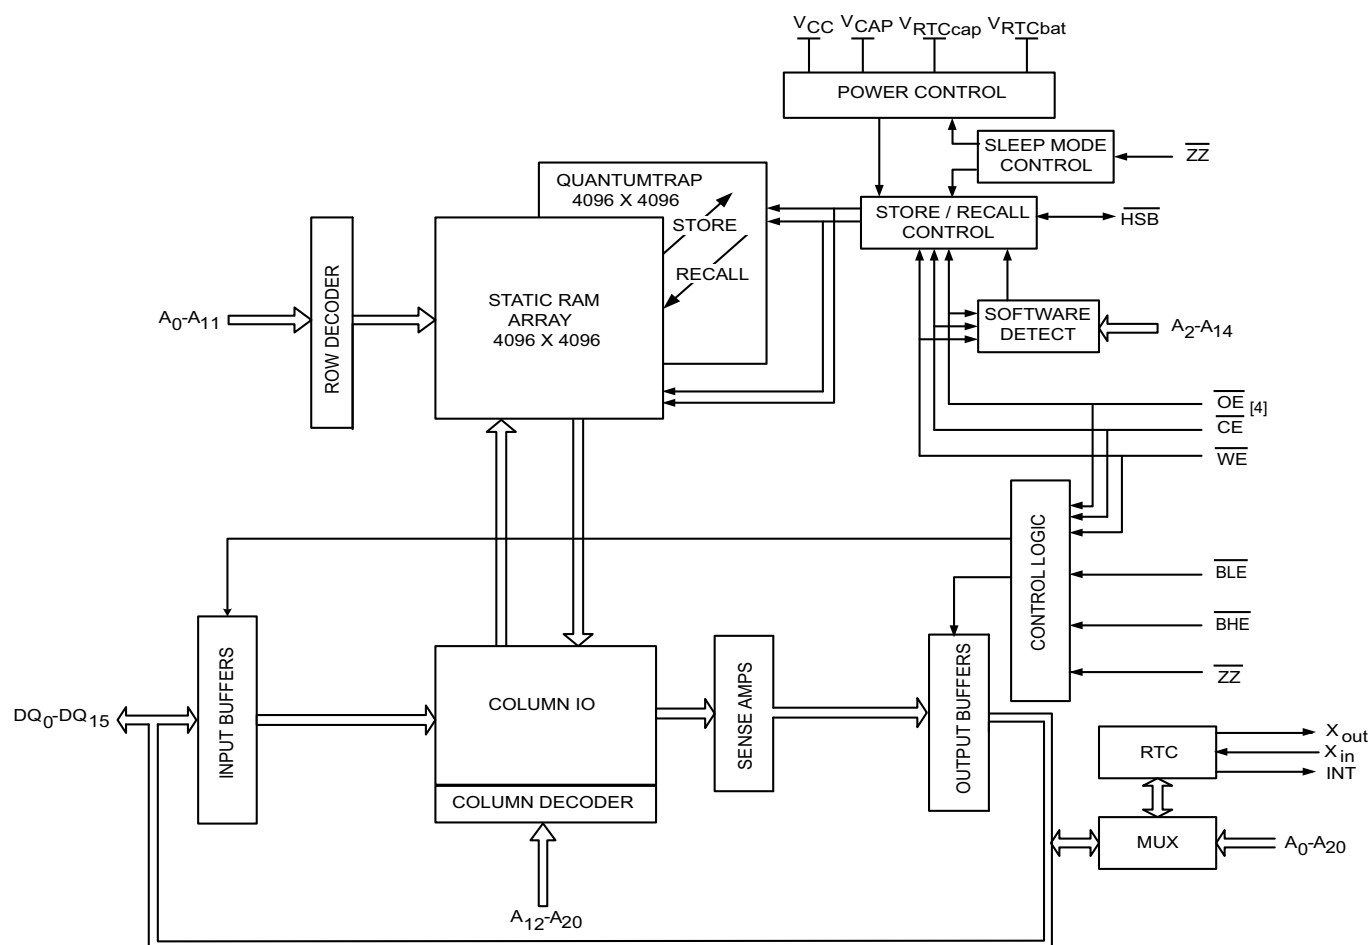 VCC VCAP VRTCcap VRTCbat
POWER CONTROL
SLEEP MODE
CONTROL
ZZ
QUANTUMTRAP
4096 X 4096
STORE
RECALL
STORE / RECALL
CONTROL
HSB
ROW DECODER
A0-A11
STATIC RAM
ARRAY
4096 X 4096
SOFTWARE
DETECT
A2-A14
OE [4]
CE
WE
CONTROL LOGIC
BLE
BHE
ZZ
DQ0-DQ15
INPUT BUFFERS
COLUMN IO
COLUMN DECODER
SENSE AMPS
OUTPUT BUFFERS
RTC
Xout
Xin
INT
MUX
A0-A20
A12-A20